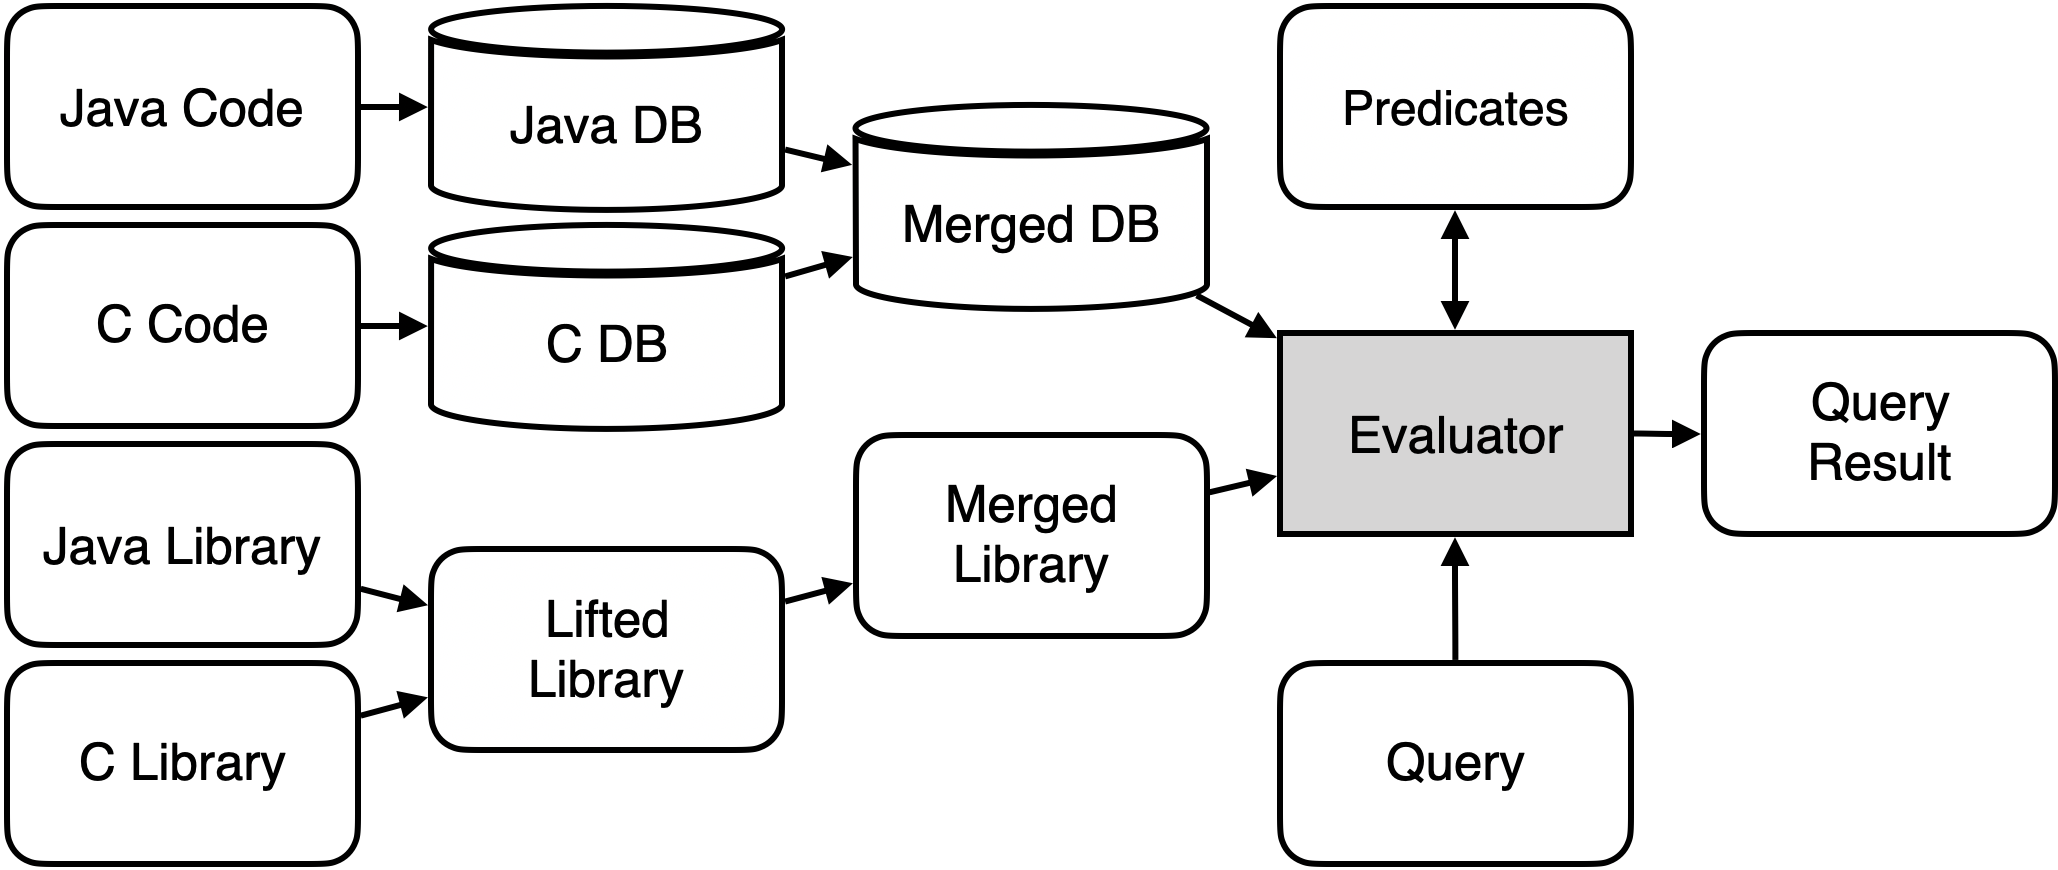 Java Code
Java DB
Merged DB
Predicates
C Code
C DB
Evaluator
Query
Result
Java Library
Lifted
Library
Merged
Library
C Library
Query